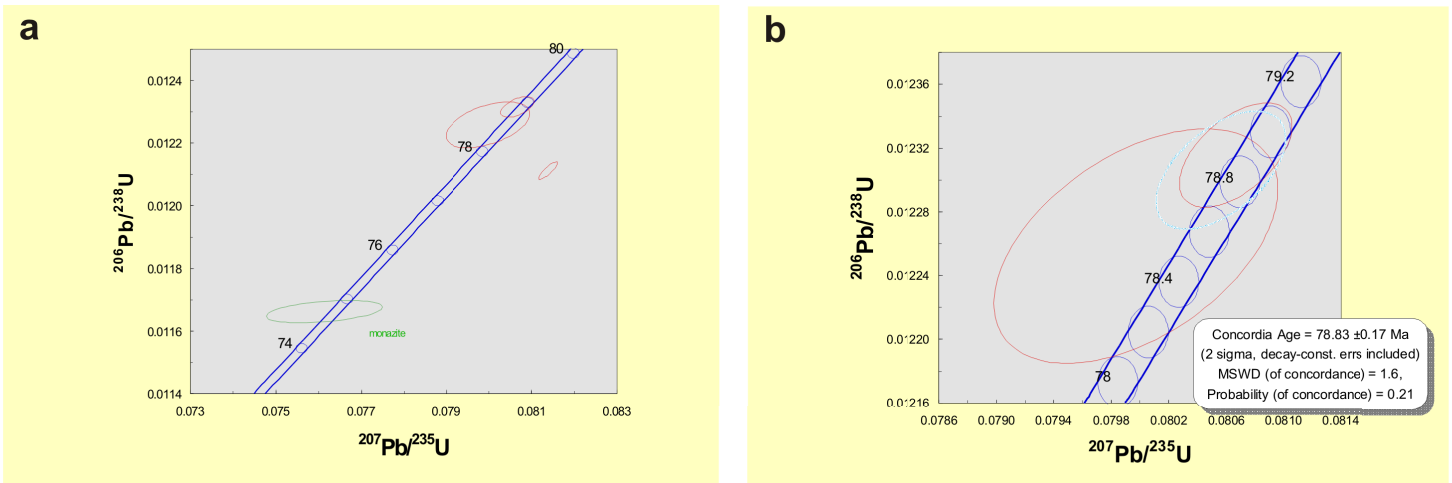 a
80
0.0124
0.0122
78
0.0120
76
0.0118
0.0116
74
monazite
0.0114
0.073
0.075
0.077
0.079
0.081
0.083
206Pb/238U
207Pb/235U
b
79.2
78.8
78.4
78
206Pb/238U
Concordia Age = 78.83 ±0.17 Ma
(2 sigma, decay-const. errs included)
MSWD (of concordance) = 1.6,
Probability (of concordance) = 0.21
0.0786
0.0790
0.0794
0.0798
0.0802
0.0806
0.0810
0.0814
207Pb/235U